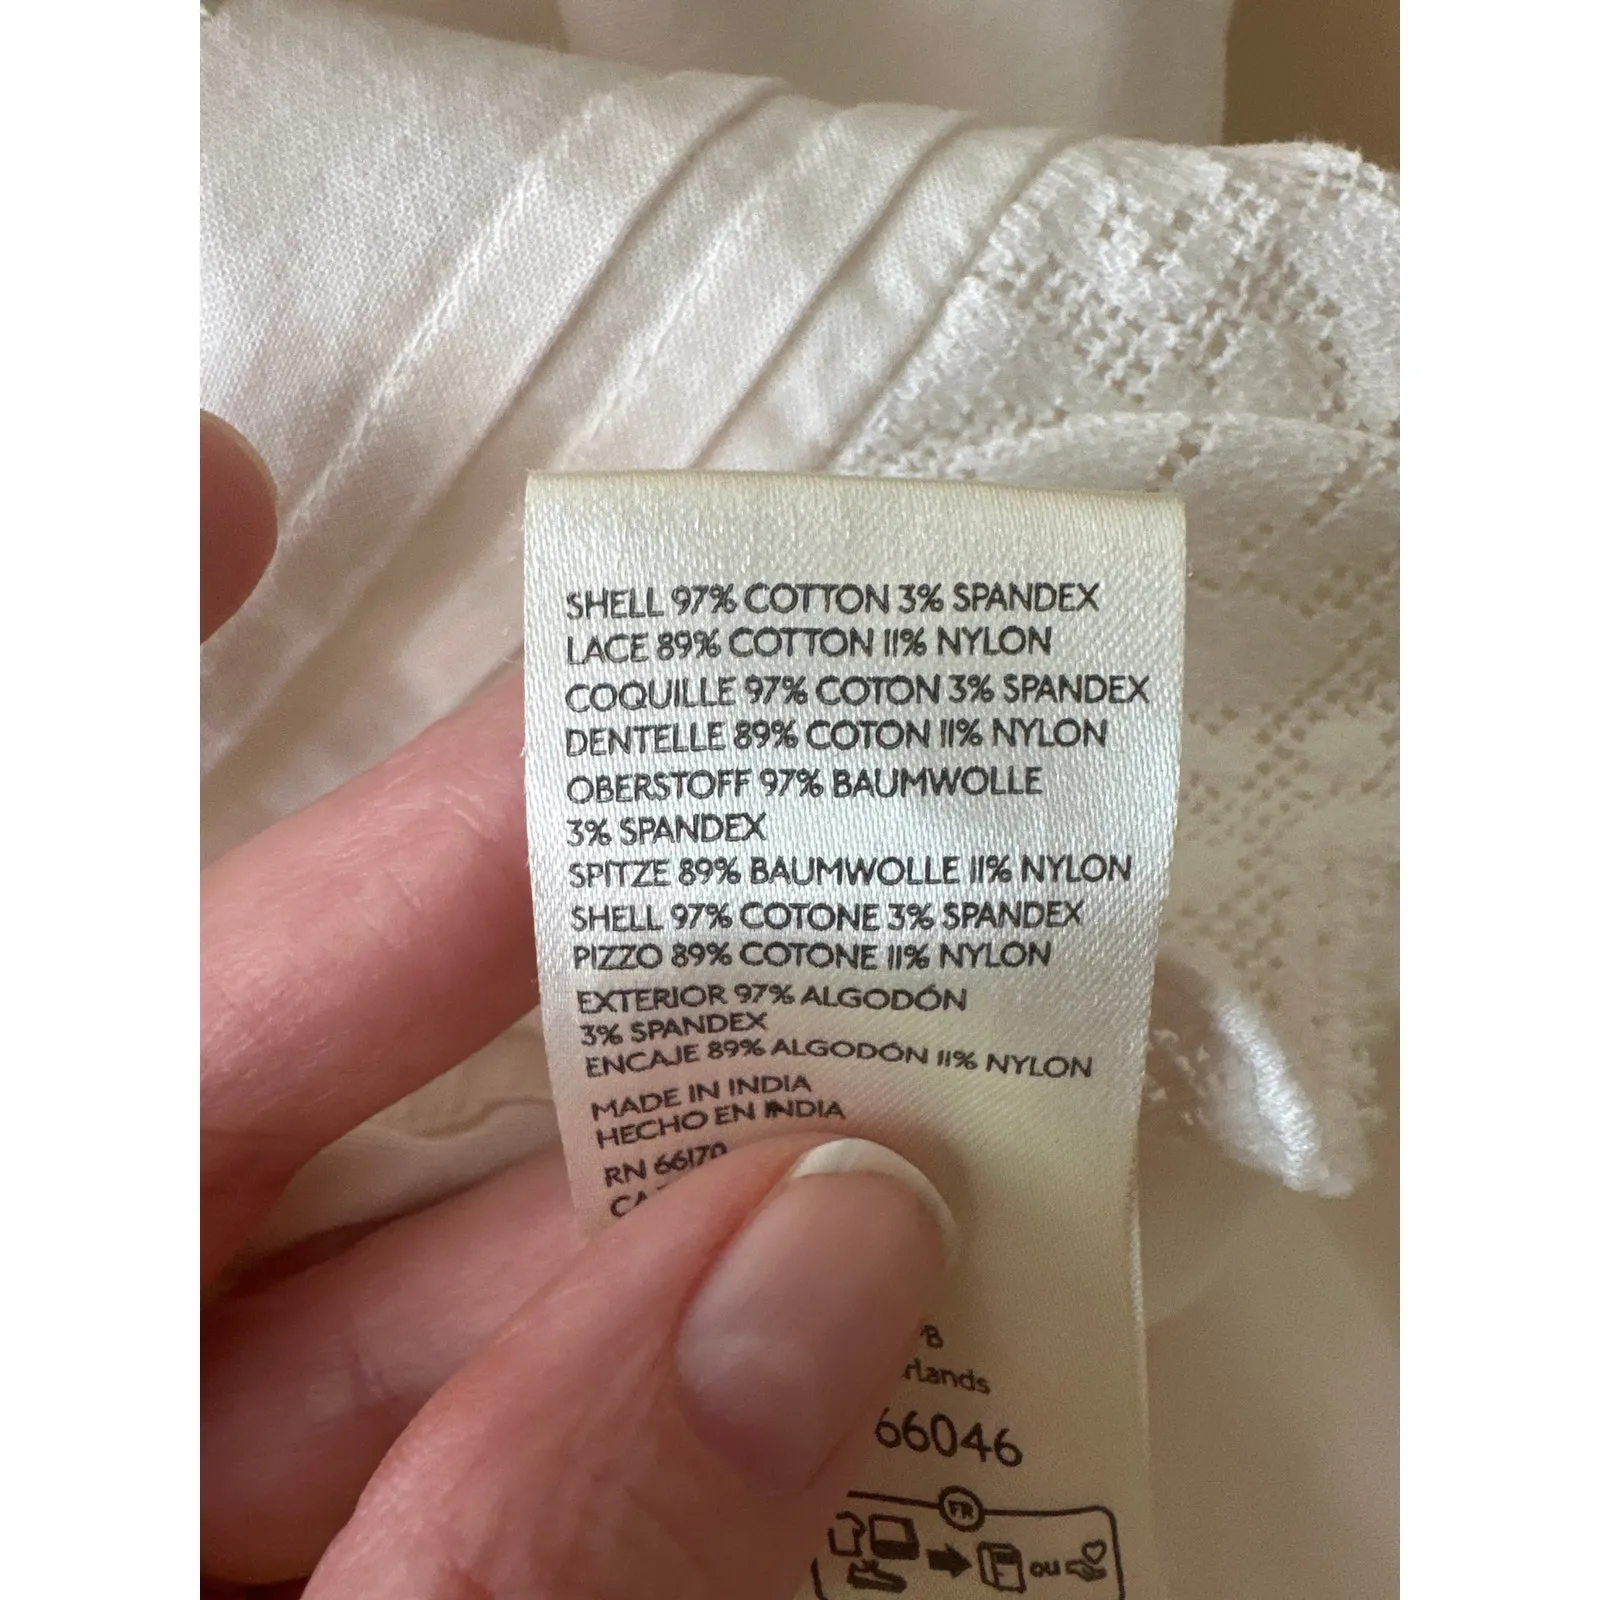 SHELL 97% COTTON 3% SPANDEX
LACE 89% COTTON 11% NYLON
COQUILLE 97% COTON 3% SPANDEX
DENTELLE 89% COTON 11% NYLON
OBERSTOFF 97% BAUMWOLLE
3% SPANDEX
SPITZE 89% BAUMWOLLE 11% NYLON
SHELL 97% COTONE 3% SPANDEX
PIZZO 89% COTONE 11% NYLON
EXTERIOR 97% ALGODÓN
3% SPANDEX
ENCAJE 89% ALGODÓN 11% NYLON
MADE IN INDIA
HECHO EN INDIA
RN 66170
66046
FR
OU